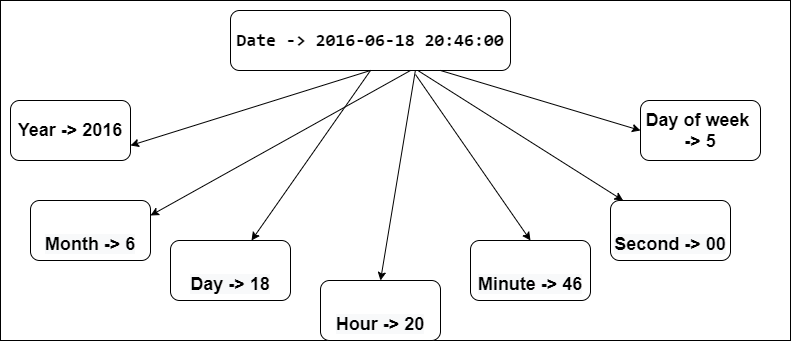 Date -> 2016-06-18 20:46:00
Year -> 2016
Day of week
-> 5
Month -> 6
Second -> 00
Day -> 18
Minute -> 46
Hour -> 20